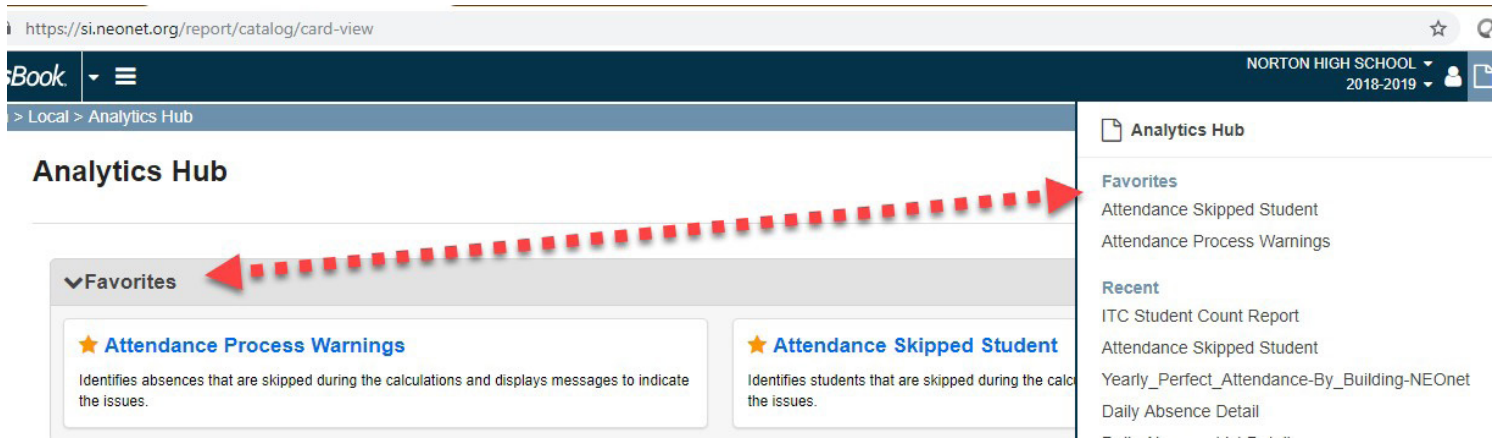 https://si.neonet.org/report/catalog/card-view
sBook
NORTON HIGH SCHOOL
2018-2019
> Local > Analytics Hub
Analytics Hub
Favorites
Attendance Process Warnings
Identifies absences that are skipped during the calculations and displays messages to indicate
the issues.
Attendance Skipped Student
Identifies students that are skipped during the calcu
the issues.
Analytics Hub
Favorites
Attendance Skipped Student
Attendance Process Warnings
Recent
ITC Student Count Report
Attendance Skipped Student
Yearly_Perfect_Attendance-By_Building-NEOnet
Daily Absence Detail